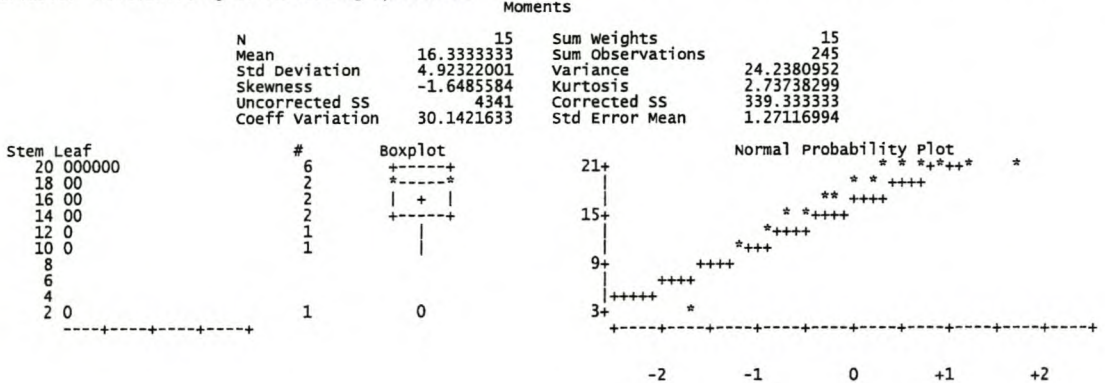 Moments
N 15 Sum Weights 15
Mean 16.3333333 Sum Observations 245
Std Deviation 4.92322001 Variance 24.2380952
Skewness -1.6485584 Kurtosis 2.73738299
Uncorrected SS 4341 Corrected SS 339.333333
Coeff Variation 30.1421633 Std Error Mean 1.27116994
Stem Leaf # Boxplot Normal Probability Plot
20 000000 6 +-----+ 21+ * * *+*++* *
18 00 2 *-----* | * * ++++
16 00 2 | + | | ** ++++
14 00 2 +-----+ 15+ * *++++
12 0 1 | | *++++
10 0 1 | | *+++
8 9+ ++++
6 | ++++
4 |+++++
2 0 1 0 3+ *
----+----+----+----+ +----+----+----+----+----+----+----+----+----+----+
-2 -1 0 +1 +2